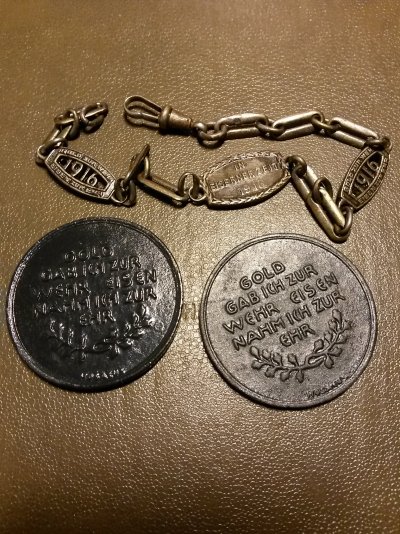 1916
1916
GOLD
GAB ICH ZUR
WEHR EISEN
NAHM ICH ZUR
EHR
GOLD
GAB ICH ZUR
WEHR EISEN
NAHM ICH ZUR
EHR